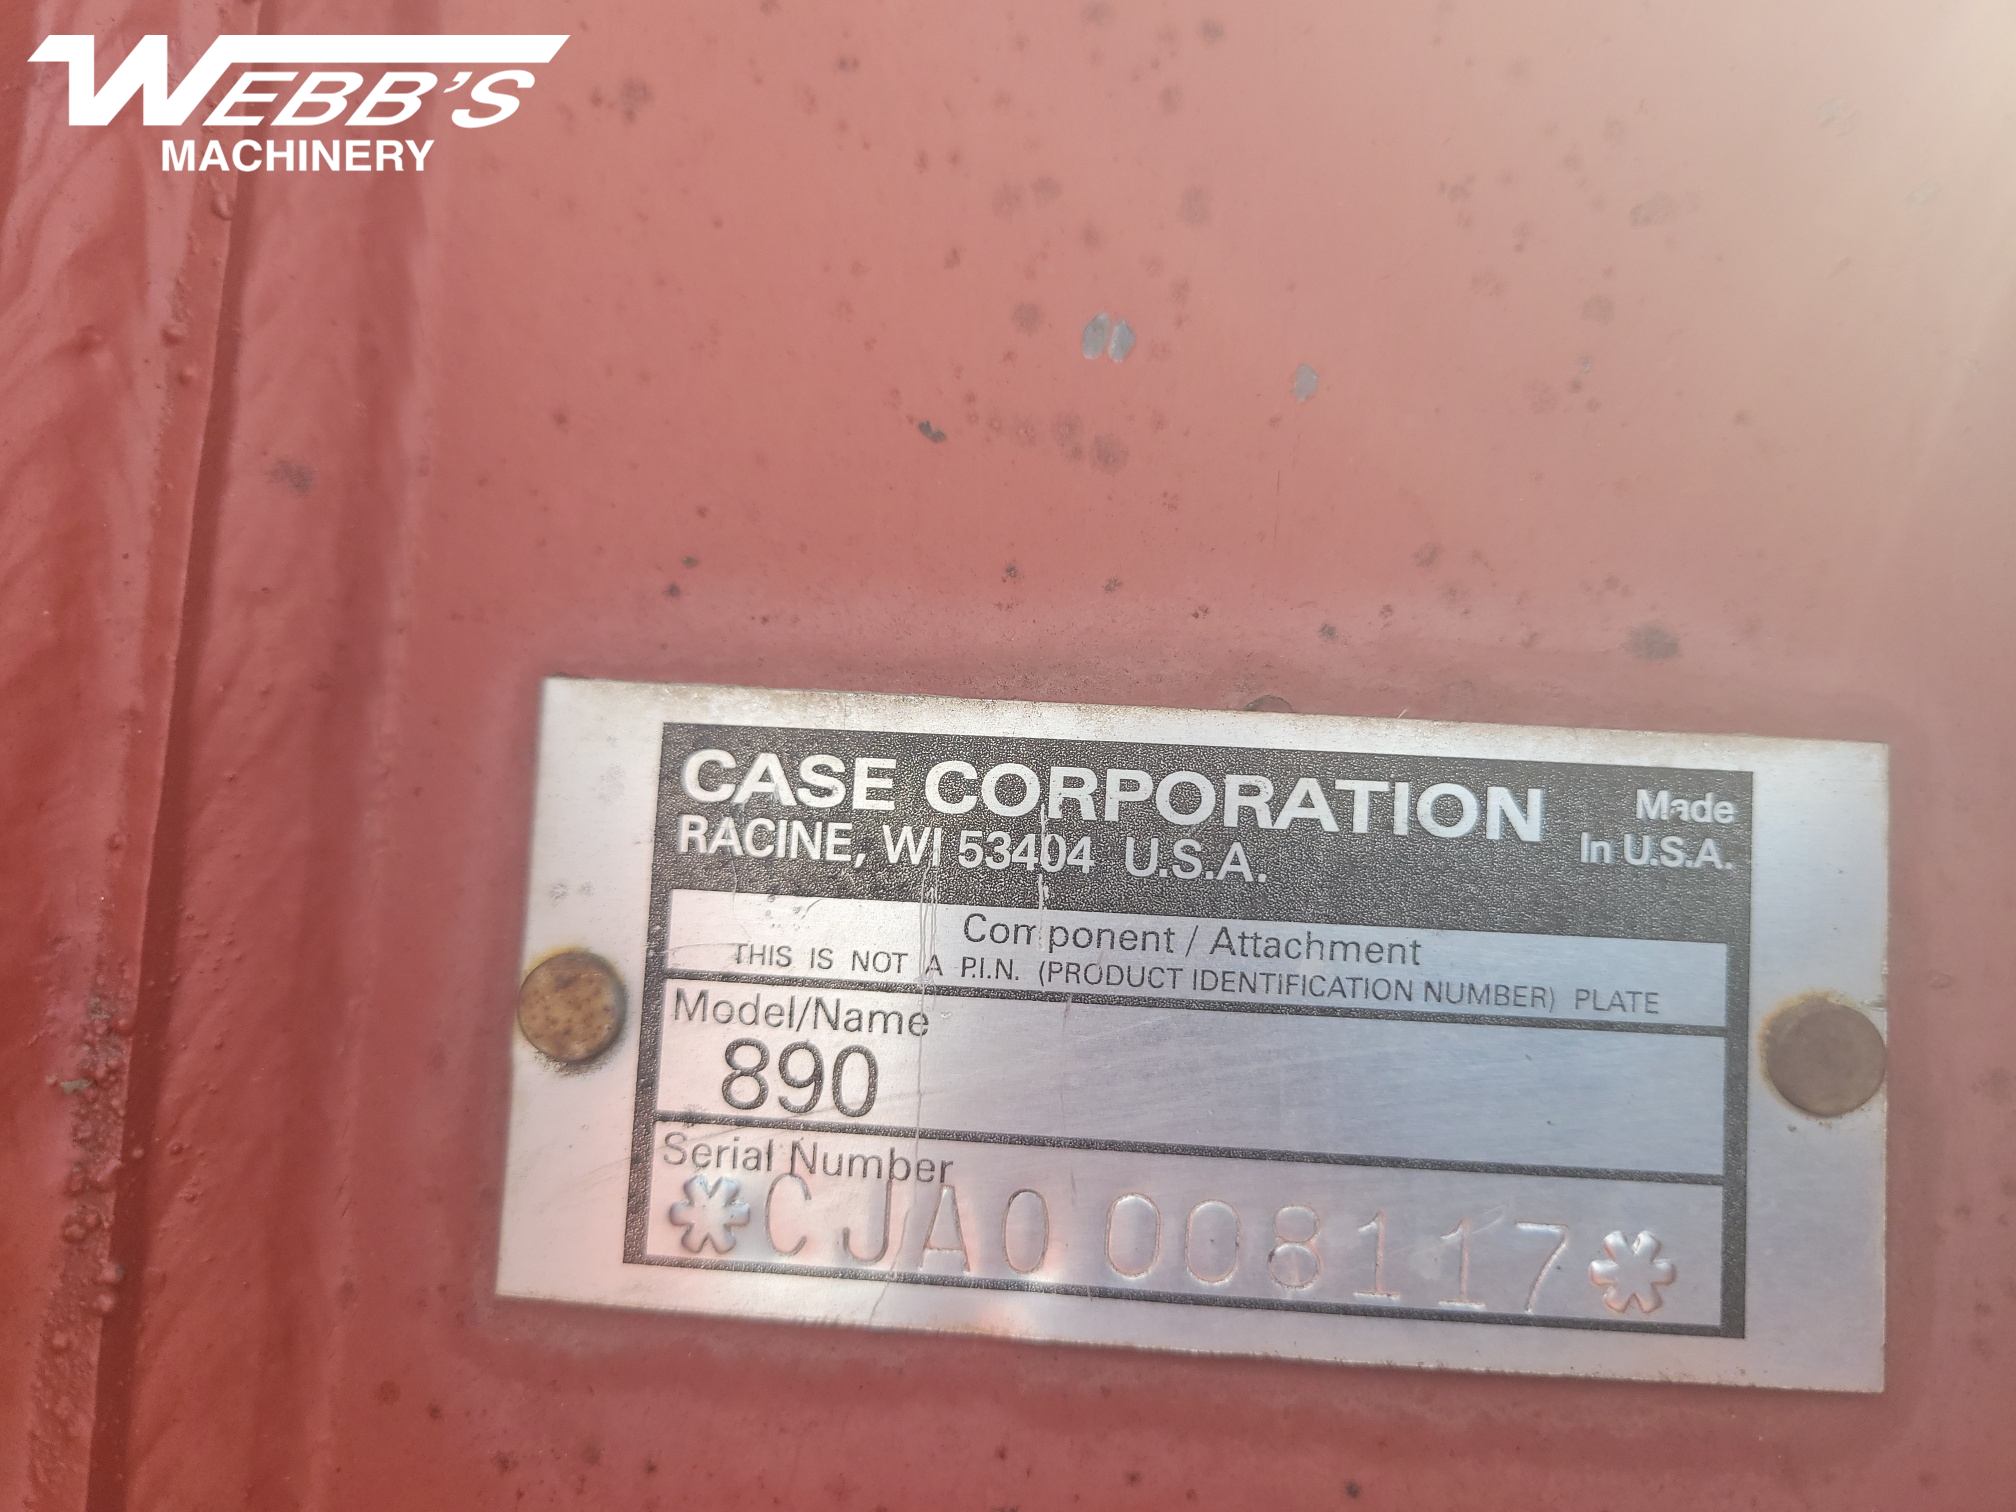 WEBB'S
MACHINERY
CASE CORPORATION
Made
RACINE, WI 53404 U.S.A.
In U.S.A.
Component / Attachment
THIS IS NOT A P.I.N. (PRODUCT IDENTIFICATION NUMBER) PLATE
Model/Name
890
Serial Number
*CJA0008117*